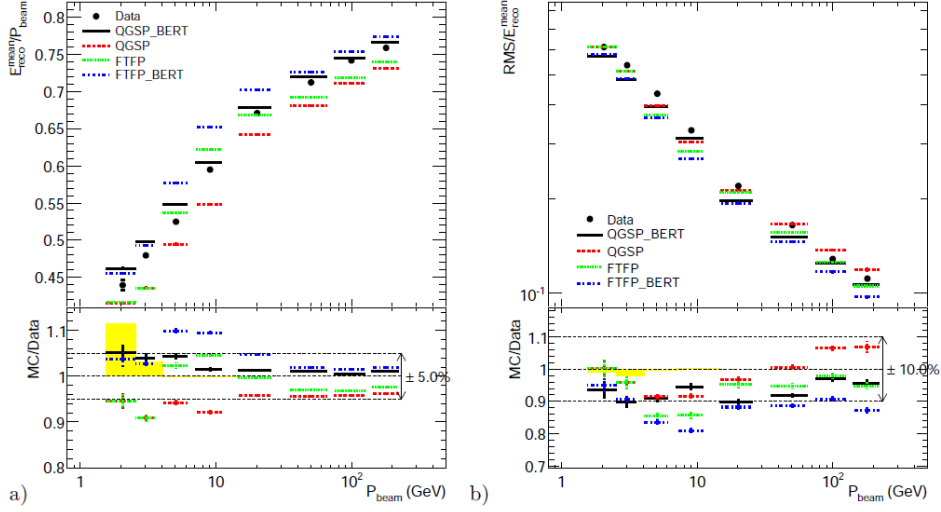 E_reco^mean/P_beam
0.8
0.75
0.7
0.65
0.6
0.55
0.5
0.45
Data
QGSP_BERT
QGSP
FTFP
FTFP_BERT
MC/Data
1.1
1
0.9
0.8
± 5.0%
1 10 10² P_beam (GeV)
a)
RMS/E_reco^mean
10⁻¹
Data
QGSP_BERT
QGSP
FTFP
FTFP_BERT
MC/Data
1.1
1
0.9
0.8
0.7
± 10.0%
1 10 10² P_beam (GeV)
b)